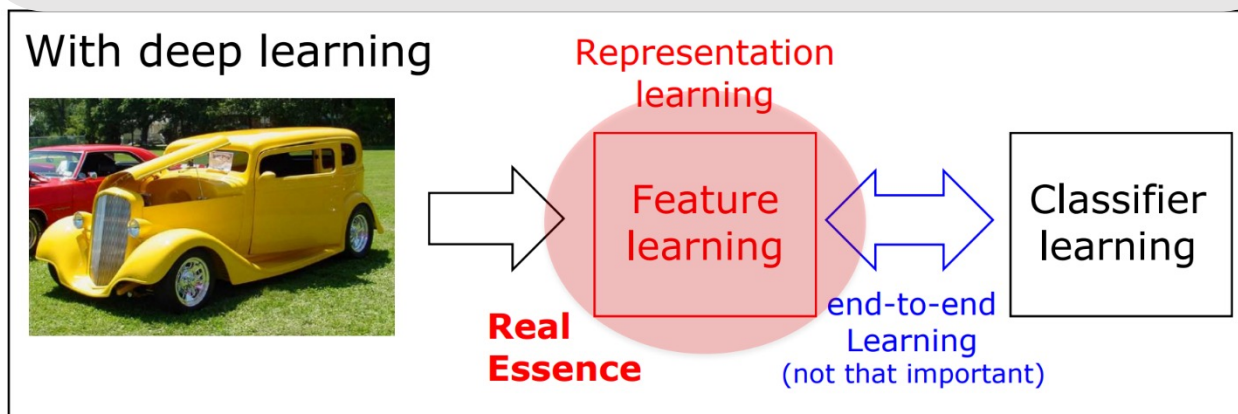 With deep learning
Representation
learning
Feature
learning
Classifier
learning
Real
Essence
end-to-end
Learning
(not that important)